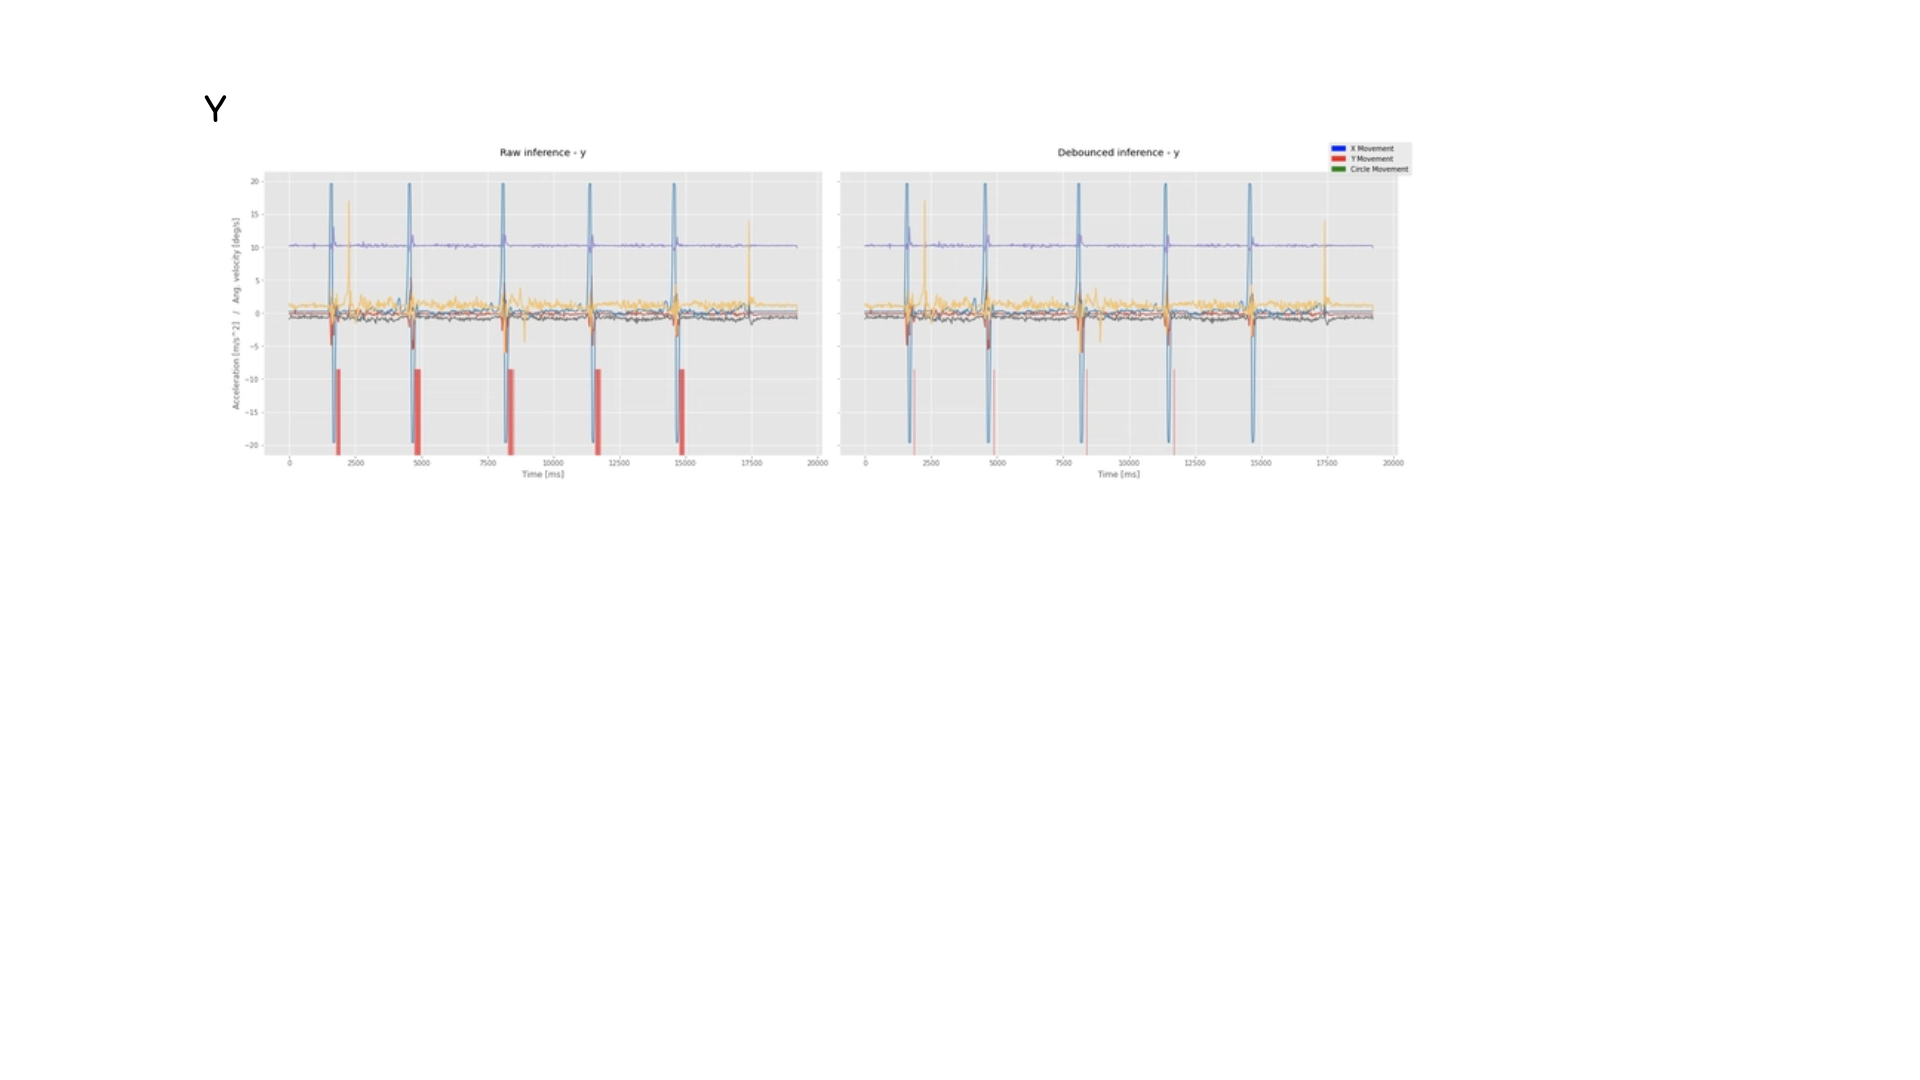 Y
Raw inference - y
Debounced inference - y
X Movement
Y Movement
Circle Movement
Acceleration [m/s^2] / Ang. velocity [deg/s]
20
15
10
5
0
−5
−10
−15
−20
0 2500 5000 7500 10000 12500 15000 17500 20000
Time [ms]
0 2500 5000 7500 10000 12500 15000 17500 20000
Time [ms]